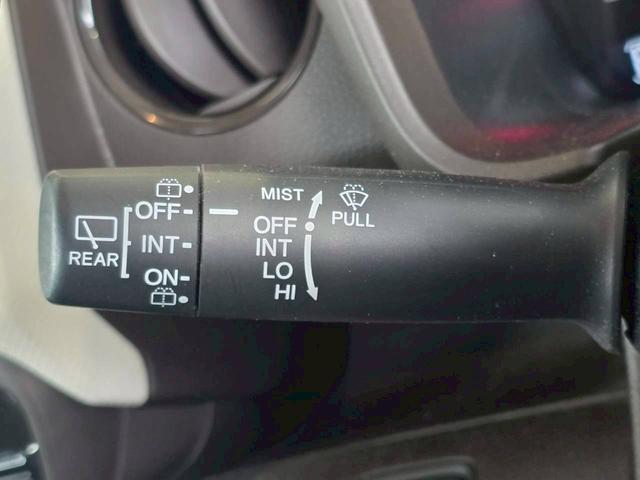 REAR
OFF
INT
ON
MIST
OFF
INT
LO
HI
PULL